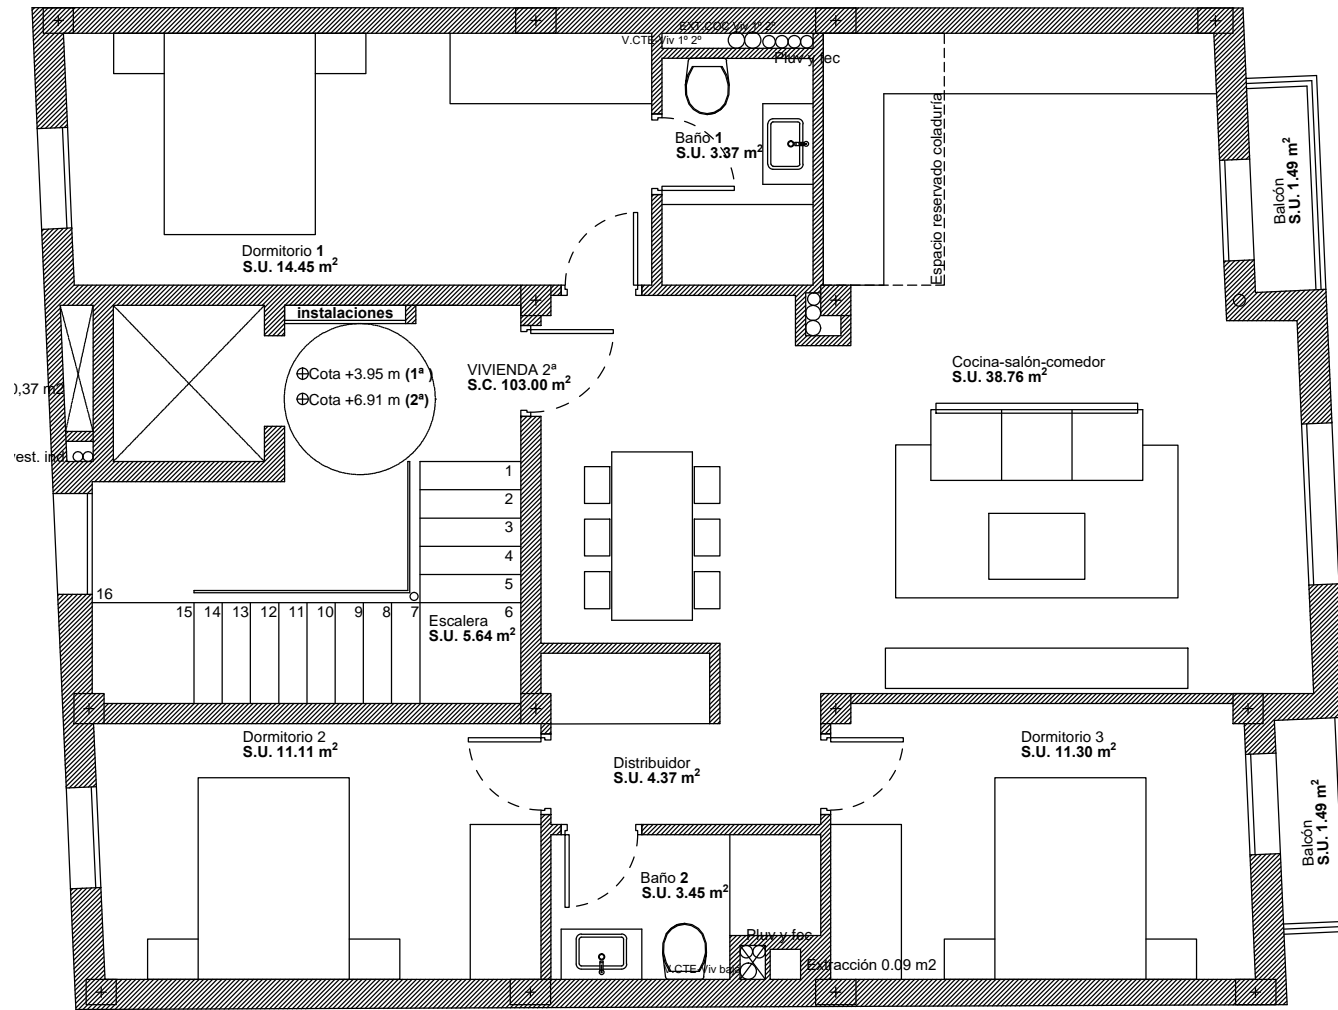 EXT.COC Viv 1º 2º
V.CTE-Viv 1º 2º
Pluv y fec
Baño 1
S.U. 3.37 m²
Espacio reservado coladuría
Balcón
S.U. 1.49 m²
Dormitorio 1
S.U. 14.45 m²
instalaciones
Cota +3.95 m (1ª)
Cota +6.91 m (2ª)
VIVIENDA 2ª
S.C. 103.00 m²
Cocina-salón-comedor
S.U. 38.76 m²
0,37 m2
vest. ind
1
2
3
4
5
6
7
8
9
10
11
12
13
14
15
16
Escalera
S.U. 5.64 m²
Dormitorio 2
S.U. 11.11 m²
Distribuidor
S.U. 4.37 m²
Dormitorio 3
S.U. 11.30 m²
Balcón
S.U. 1.49 m²
Baño 2
S.U. 3.45 m²
Pluv y fec
V.CTE-Viv baja
Extracción 0.09 m2